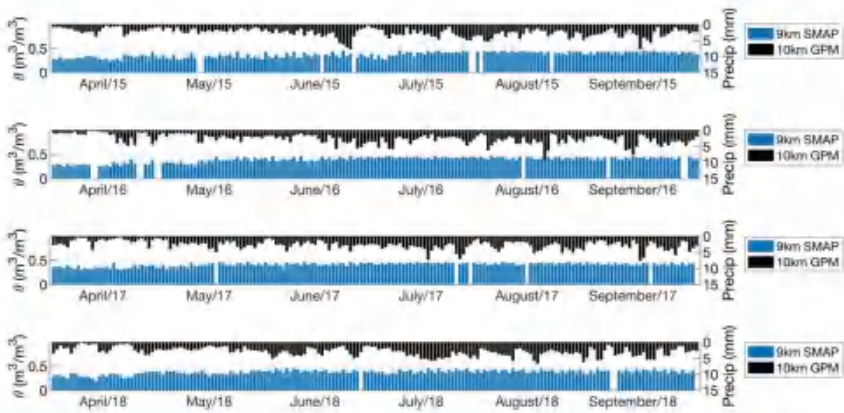 θ (m³/m³)
0.5
0
0
5
10
15
Precip (mm)
9km SMAP
10km GPM
April/15 May/15 June/15 July/15 August/15 September/15
θ (m³/m³)
0.5
0
0
5
10
15
Precip (mm)
9km SMAP
10km GPM
April/16 May/16 June/16 July/16 August/16 September/16
θ (m³/m³)
0.5
0
0
5
10
15
Precip (mm)
9km SMAP
10km GPM
April/17 May/17 June/17 July/17 August/17 September/17
θ (m³/m³)
0.5
0
0
5
10
15
Precip (mm)
9km SMAP
10km GPM
April/18 May/18 June/18 July/18 August/18 September/18